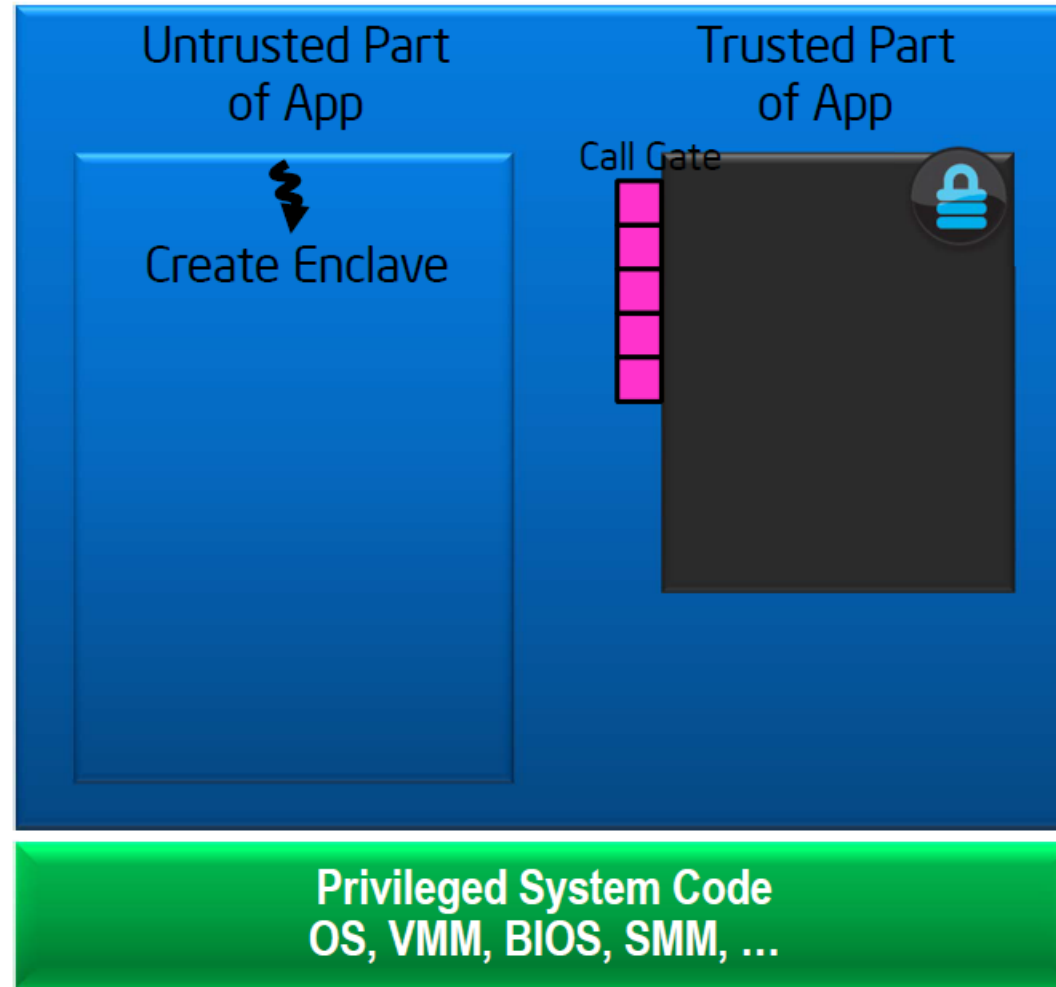 Untrusted Part
of App
Trusted Part
of App
Call Gate
Create Enclave
Privileged System Code
OS, VMM, BIOS, SMM, …